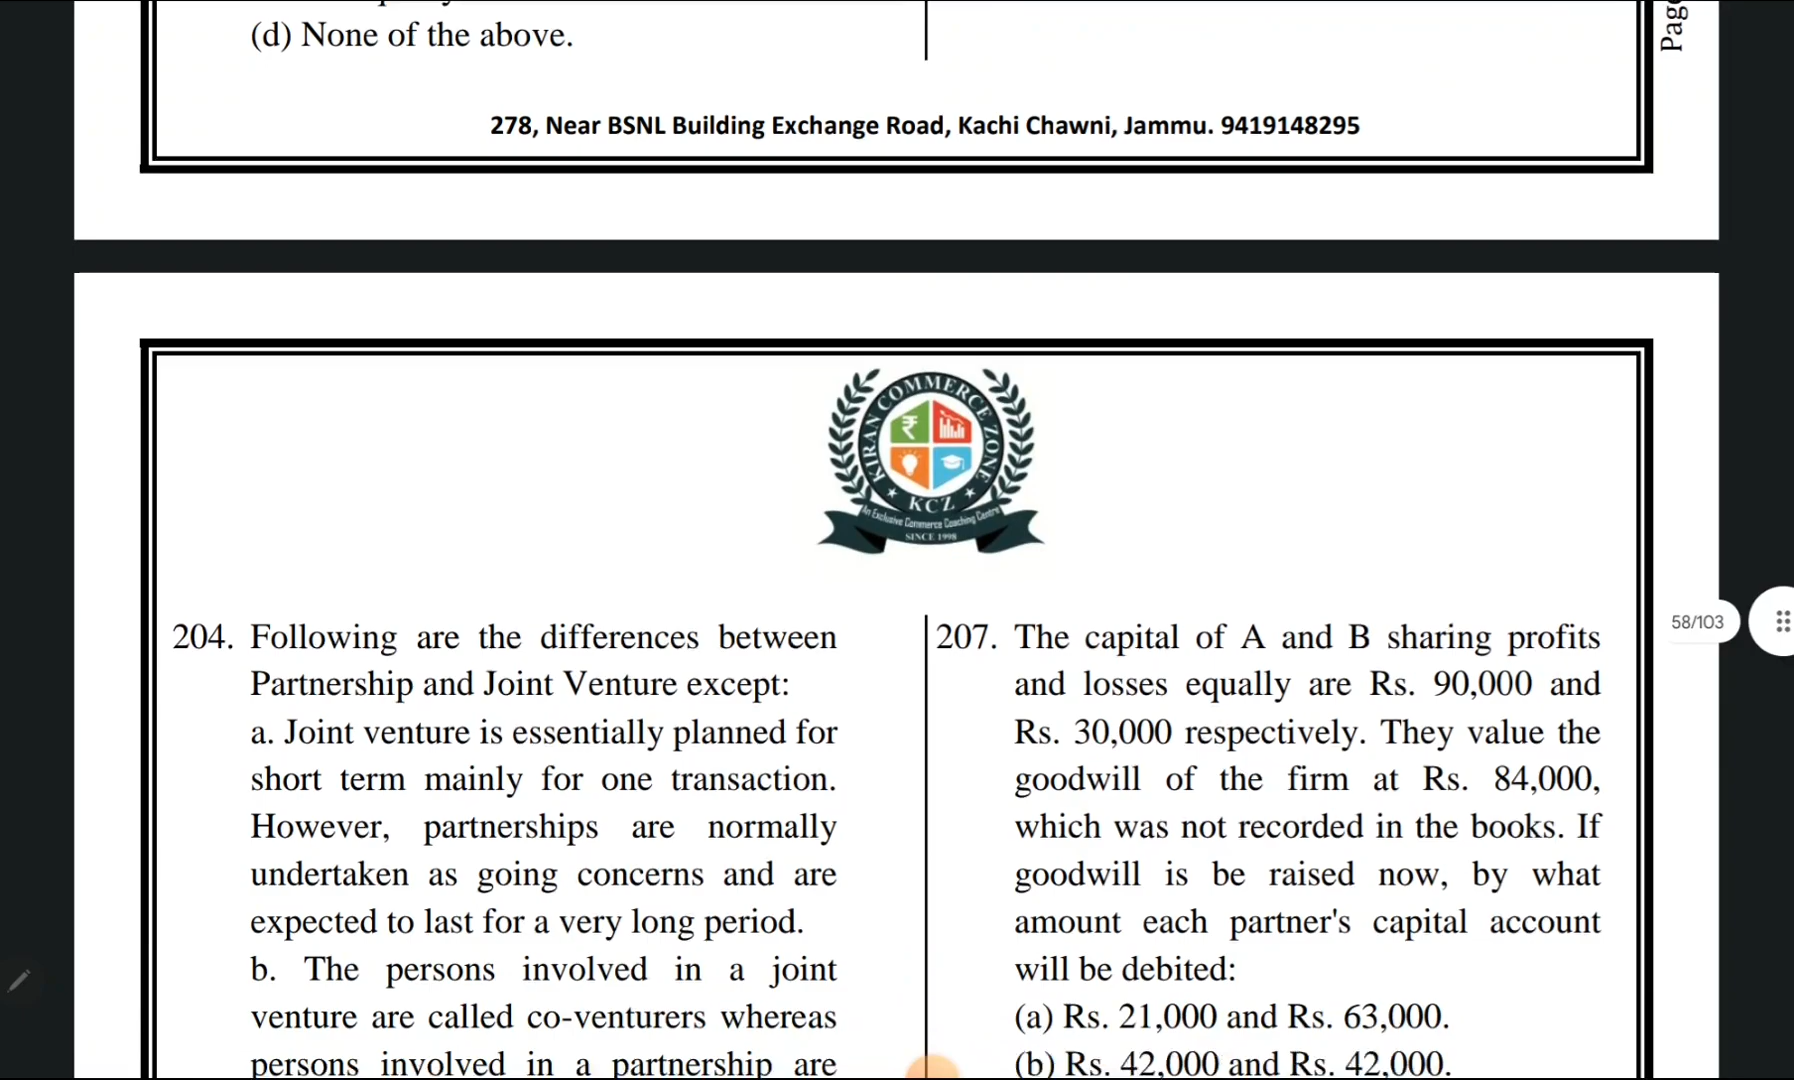 (d) None of the above.
Page
278, Near BSNL Building Exchange Road, Kachi Chawni, Jammu. 9419148295
KIRAN COMMERCE ZONE
KCZ
An Exclusive Commerce Coaching Centre
SINCE 1998
58/103
204. Following are the differences between
Partnership and Joint Venture except:
a. Joint venture is essentially planned for
short term mainly for one transaction.
However, partnerships are normally
undertaken as going concerns and are
expected to last for a very long period.
b. The persons involved in a joint
venture are called co-venturers whereas
persons involved in a partnership are
207. The capital of A and B sharing profits
and losses equally are Rs. 90,000 and
Rs. 30,000 respectively. They value the
goodwill of the firm at Rs. 84,000,
which was not recorded in the books. If
goodwill is be raised now, by what
amount each partner's capital account
will be debited:
(a) Rs. 21,000 and Rs. 63,000.
(b) Rs. 42,000 and Rs. 42,000.